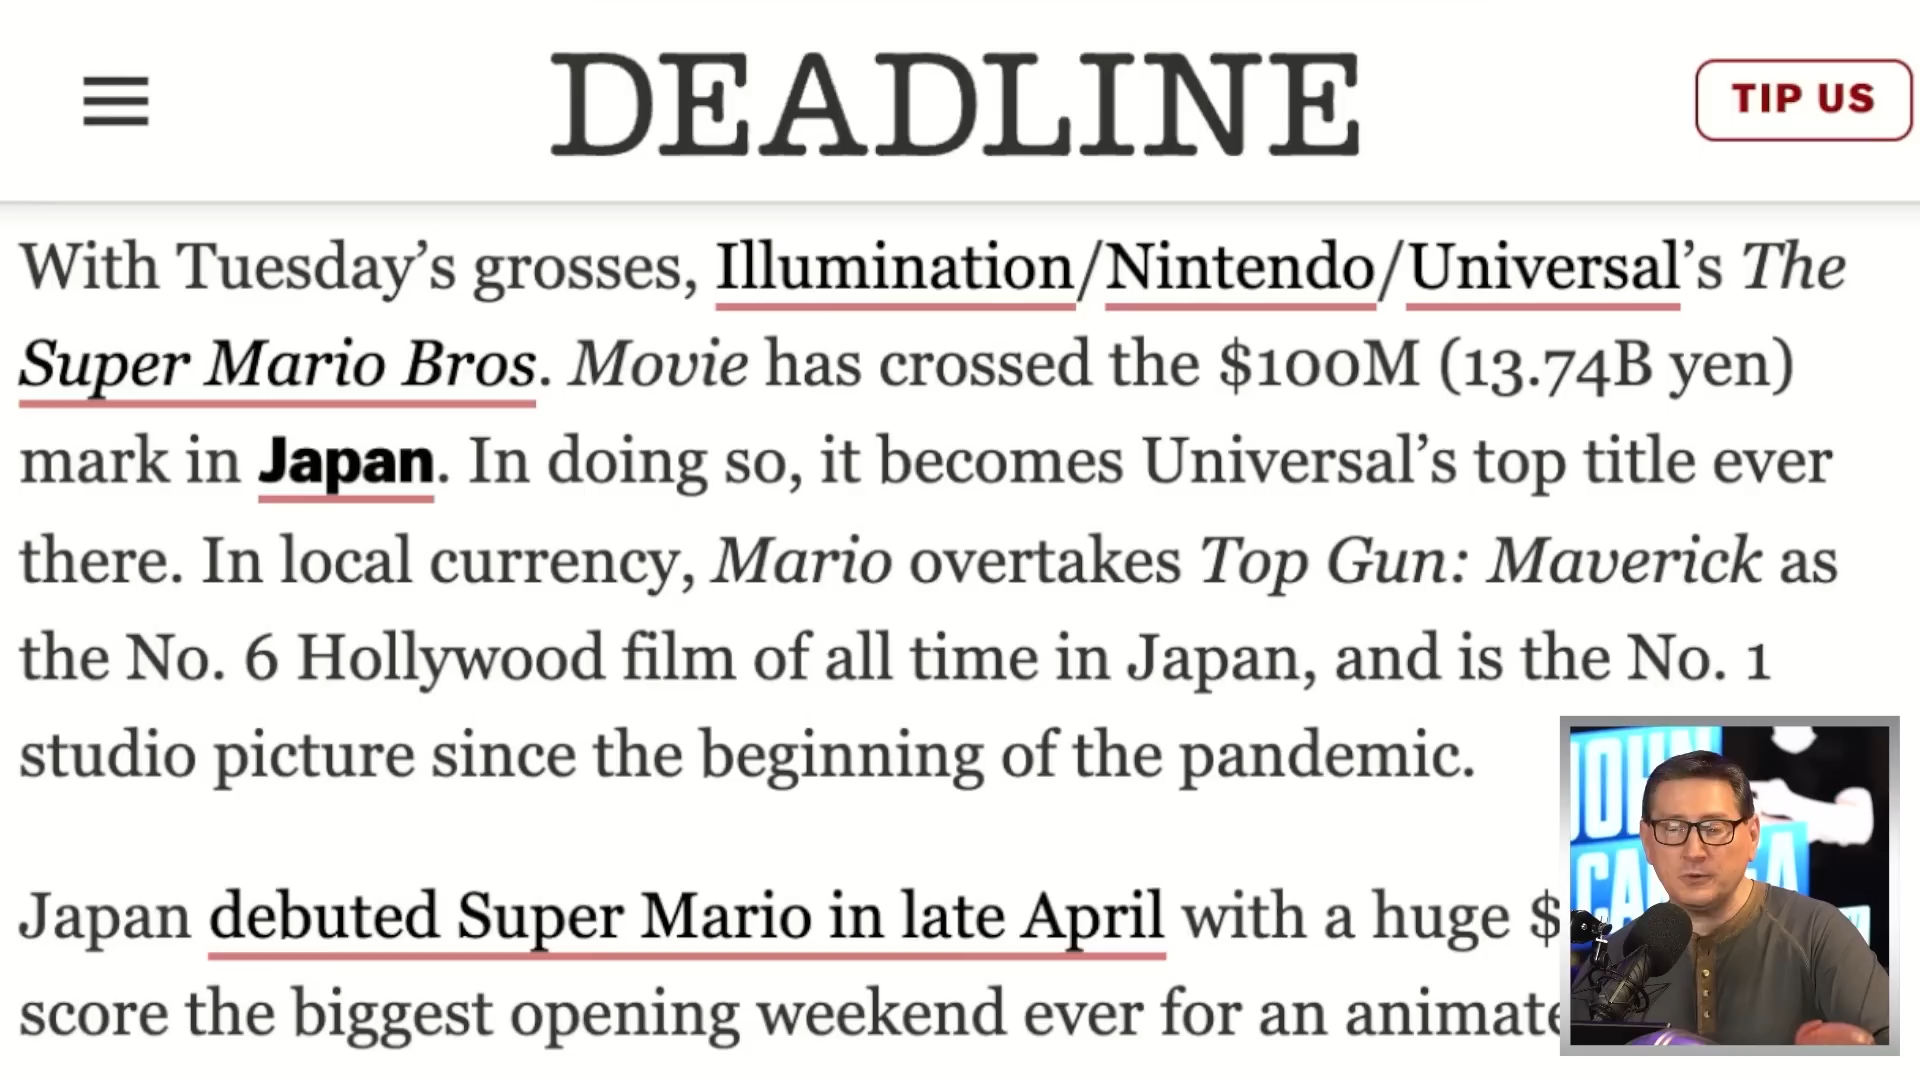 DEADLINE
TIP US
With Tuesday’s grosses, Illumination/Nintendo/Universal’s The
Super Mario Bros. Movie has crossed the $100M (13.74B yen)
mark in Japan. In doing so, it becomes Universal’s top title ever
there. In local currency, Mario overtakes Top Gun: Maverick as
the No. 6 Hollywood film of all time in Japan, and is the No. 1
studio picture since the beginning of the pandemic.
Japan debuted Super Mario in late April with a huge $
score the biggest opening weekend ever for an